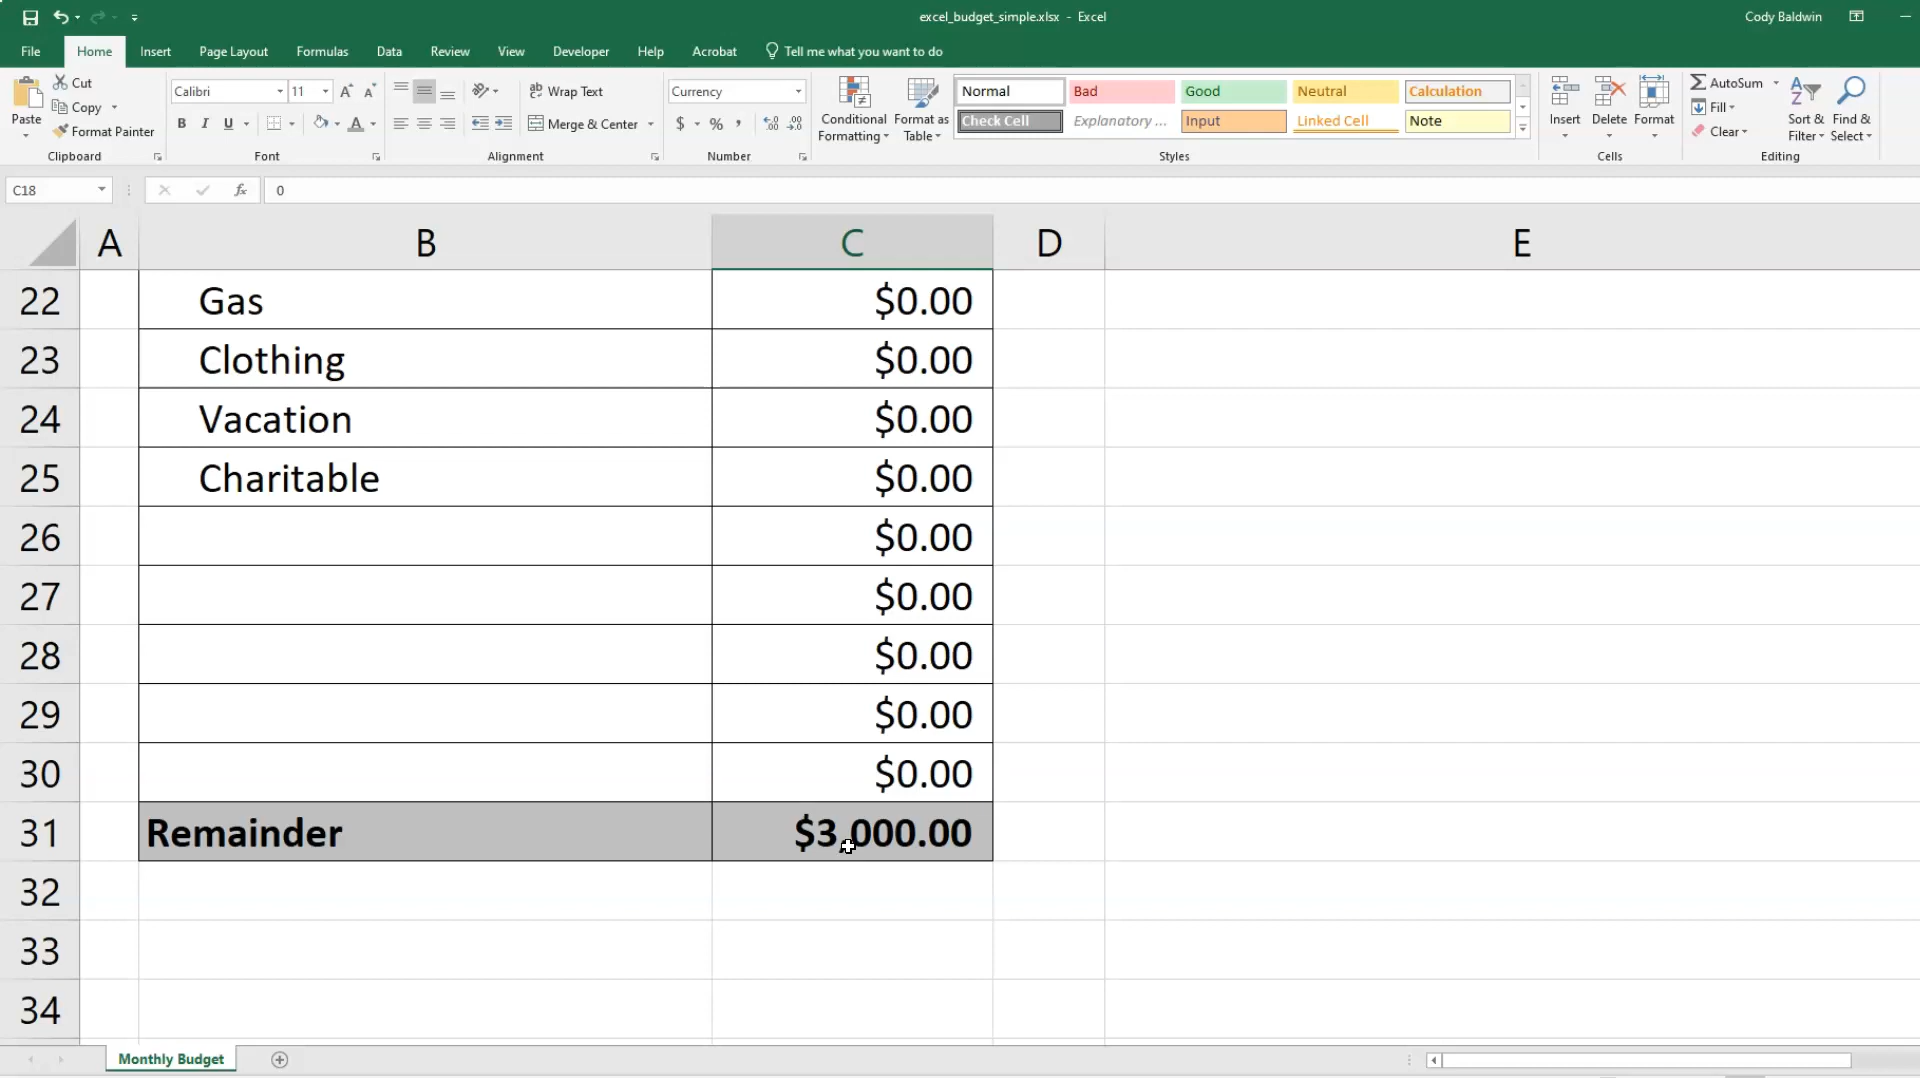 excel_budget_simple.xlsx - Excel
Cody Baldwin
File Home Insert Page Layout Formulas Data Review View Developer Help Acrobat Tell me what you want to do
Paste
Cut
Copy
Format Painter
Clipboard
Calibri 11
B I U
Font
Wrap Text
Merge & Center
Alignment
Currency
$ % ,
Number
Conditional Formatting
Format as Table
Normal Bad Good Neutral Calculation
Check Cell Explanatory ... Input Linked Cell Note
Styles
Insert Delete Format
Cells
AutoSum
Fill
Clear
Sort & Filter
Find & Select
Editing
C18 fx 0
A B C D E
22 Gas $0.00
23 Clothing $0.00
24 Vacation $0.00
25 Charitable $0.00
26 $0.00
27 $0.00
28 $0.00
29 $0.00
30 $0.00
31 Remainder $3,000.00
32
33
34
Monthly Budget